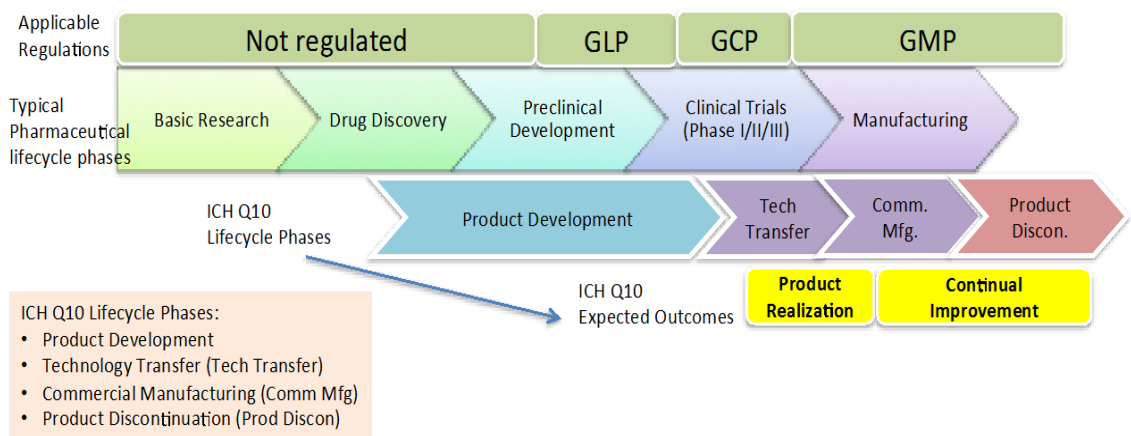 Applicable
Regulations
Not regulated
GLP
GCP
GMP
Typical
Pharmaceutical
lifecycle phases
Basic Research
Drug Discovery
Preclinical
Development
Clinical Trials
(Phase I/II/III)
Manufacturing
ICH Q10
Lifecycle Phases
Product Development
Tech
Transfer
Comm.
Mfg.
Product
Discon.
ICH Q10
Expected Outcomes
Product
Realization
Continual
Improvement
ICH Q10 Lifecycle Phases:
• Product Development
• Technology Transfer (Tech Transfer)
• Commercial Manufacturing (Comm Mfg)
• Product Discontinuation (Prod Discon)